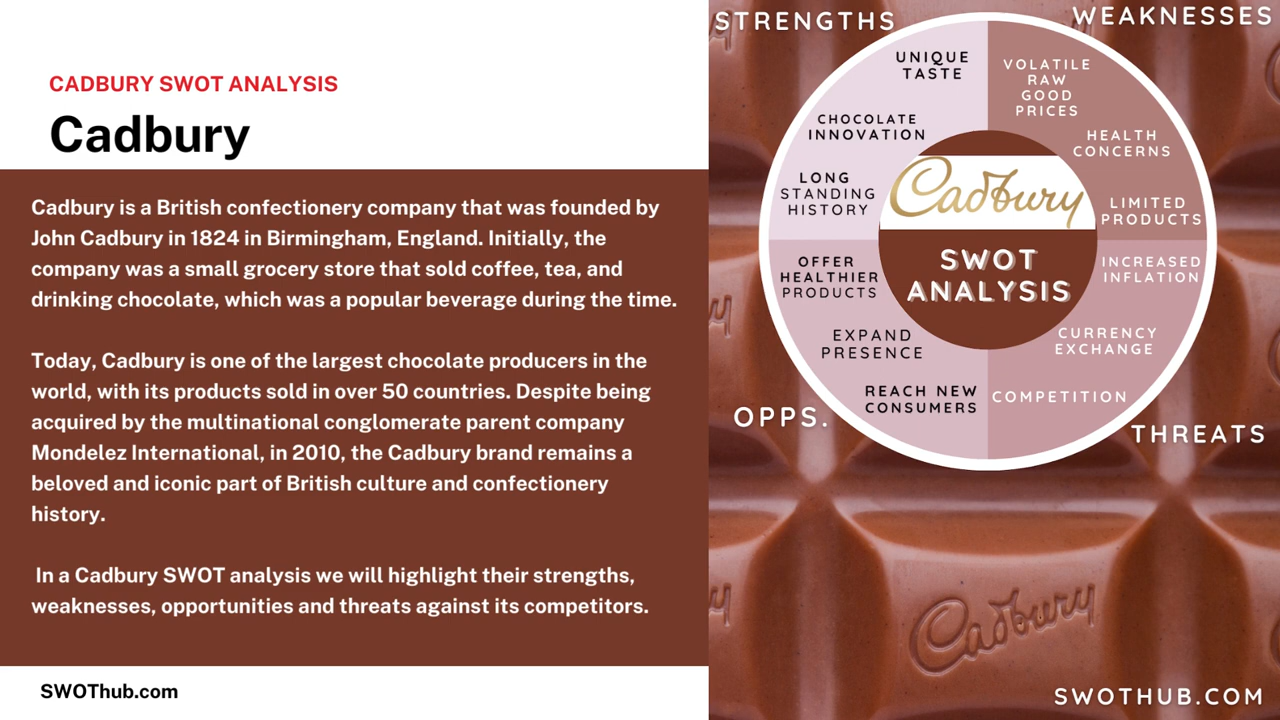 CADBURY SWOT ANALYSIS
Cadbury
Cadbury is a British confectionery company that was founded by
John Cadbury in 1824 in Birmingham, England. Initially, the
company was a small grocery store that sold coffee, tea, and
drinking chocolate, which was a popular beverage during the time.
Today, Cadbury is one of the largest chocolate producers in the
world, with its products sold in over 50 countries. Despite being
acquired by the multinational conglomerate parent company
Mondelez International, in 2010, the Cadbury brand remains a
beloved and iconic part of British culture and confectionery
history.
In a Cadbury SWOT analysis we will highlight their strengths,
weaknesses, opportunities and threats against its competitors.
SWOThub.com
STRENGTHS
UNIQUE
TASTE
CHOCOLATE
INNOVATION
LONG
STANDING
HISTORY
WEAKNESSES
VOLATILE
RAW
GOOD
PRICES
HEALTH
CONCERNS
LIMITED
PRODUCTS
Cadbury
SWOT
ANALYSIS
OFFER
HEALTHIER
PRODUCTS
EXPAND
PRESENCE
REACH NEW
CONSUMERS
OPPS.
INCREASED
INFLATION
CURRENCY
EXCHANGE
COMPETITION
THREATS
Cadbury
SWOTHUB.COM